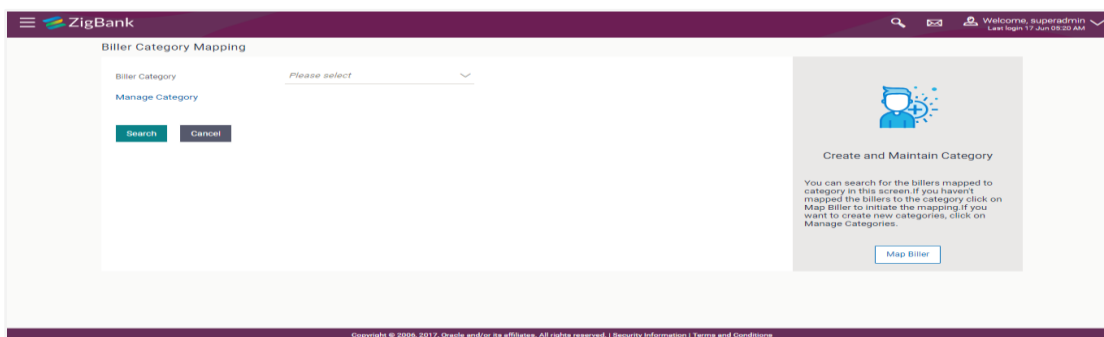 ZigBank
Welcome, superadmin
Last login 17 Jun 05:20 AM
Biller Category Mapping
Biller Category
Please select
Manage Category
Search
Cancel
Create and Maintain Category
You can search for the billers mapped to
category in this screen.If you haven't
mapped the billers to the category click on
Map Biller to initiate the mapping.If you
want to create new categories, click on
Manage Categories.
Map Biller
Copyright © 2006, 2017, Oracle and/or its affiliates. All rights reserved. | Security Information | Terms and Conditions